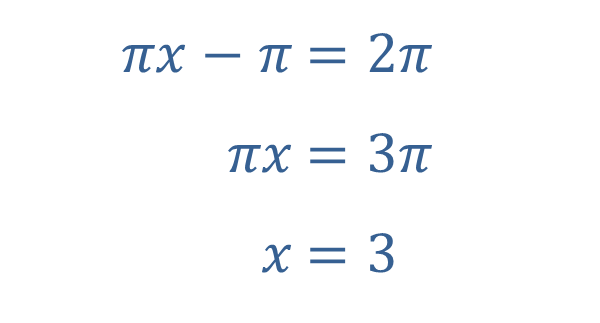 πx − π = 2π
πx = 3π
x = 3